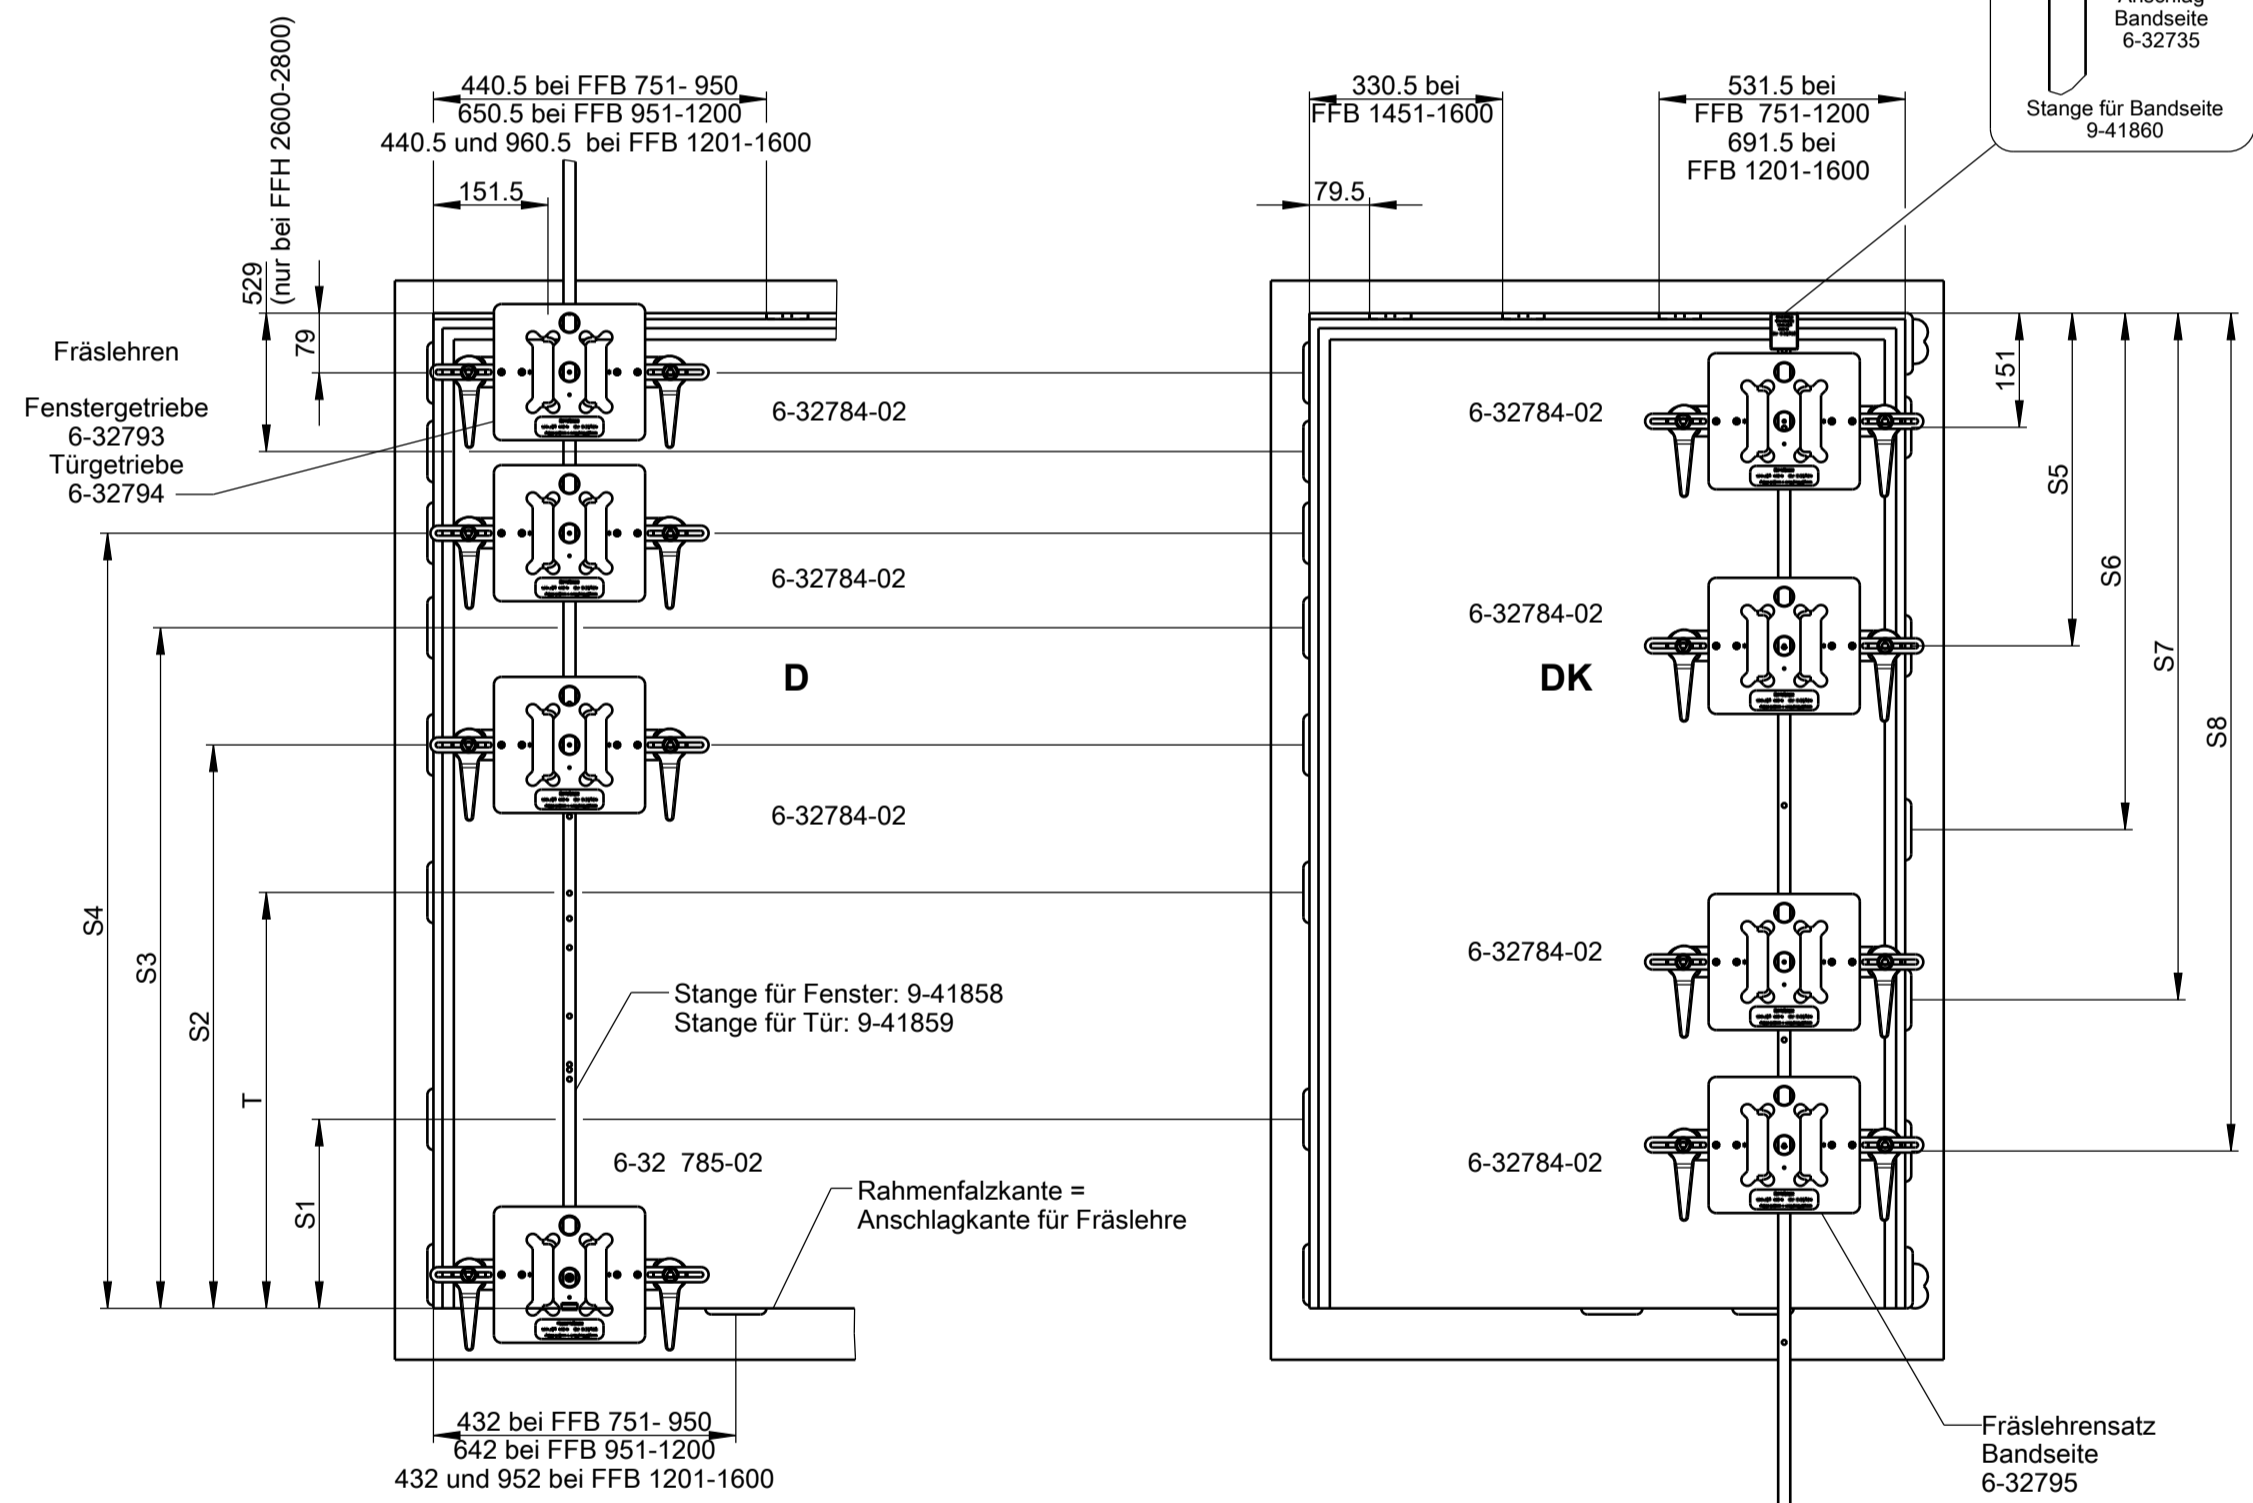 Anschlag
Bandseite
6-32735
Stange für Bandseite
9-41860
440.5 bei FFB 751- 950
650.5 bei FFB 951-1200
440.5 und 960.5 bei FFB 1201-1600
151.5
330.5 bei
FFB 1451-1600
79.5
531.5 bei
FFB 751-1200
691.5 bei
FFB 1201-1600
529
(nur bei FFH 2600-2800)
79
Fräslehren
Fenstergetriebe
6-32793
Türgetriebe
6-32794
6-32784-02
6-32784-02
6-32784-02
6-32784-02
6-32784-02
6-32784-02
6-32784-02
D
DK
151
S5
S6
S7
S8
S4
S3
S2
T
S1
Stange für Fenster: 9-41858
Stange für Tür: 9-41859
6-32 785-02
Rahmenfalzkante =
Anschlagkante für Fräslehre
432 bei FFB 751- 950
642 bei FFB 951-1200
432 und 952 bei FFB 1201-1600
Fräslehrensatz
Bandseite
6-32795